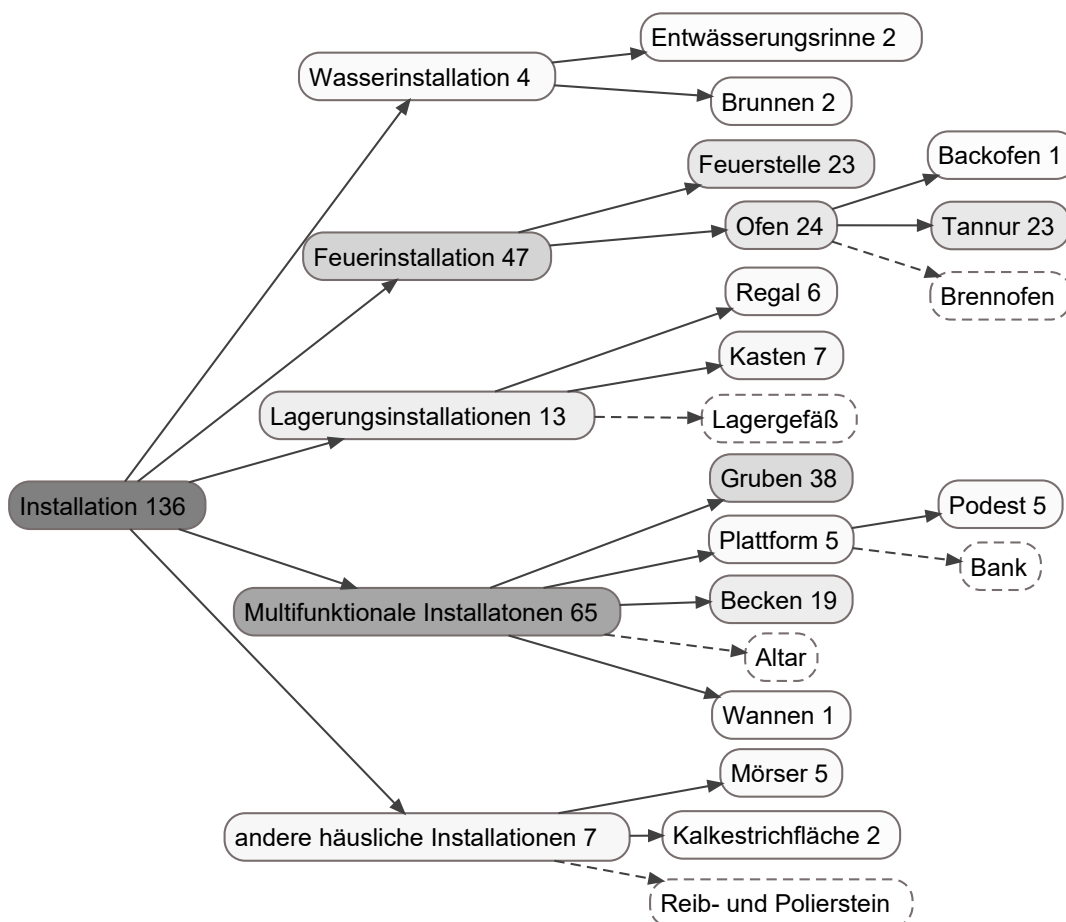 Entwässerungsrinne 2
Wasserinstallation 4
Brunnen 2
Backofen 1
Feuerstelle 23
Ofen 24
Tannur 23
Feuerinstallation 47
Brennofen
Regal 6
Kasten 7
Lagerungsinstallationen 13
Lagergefäß
Gruben 38
Installation 136
Podest 5
Plattform 5
Bank
Multifunktionale Installatonen 65
Becken 19
Altar
Wannen 1
Mörser 5
andere häusliche Installationen 7
Kalkestrichfläche 2
Reib- und Polierstein